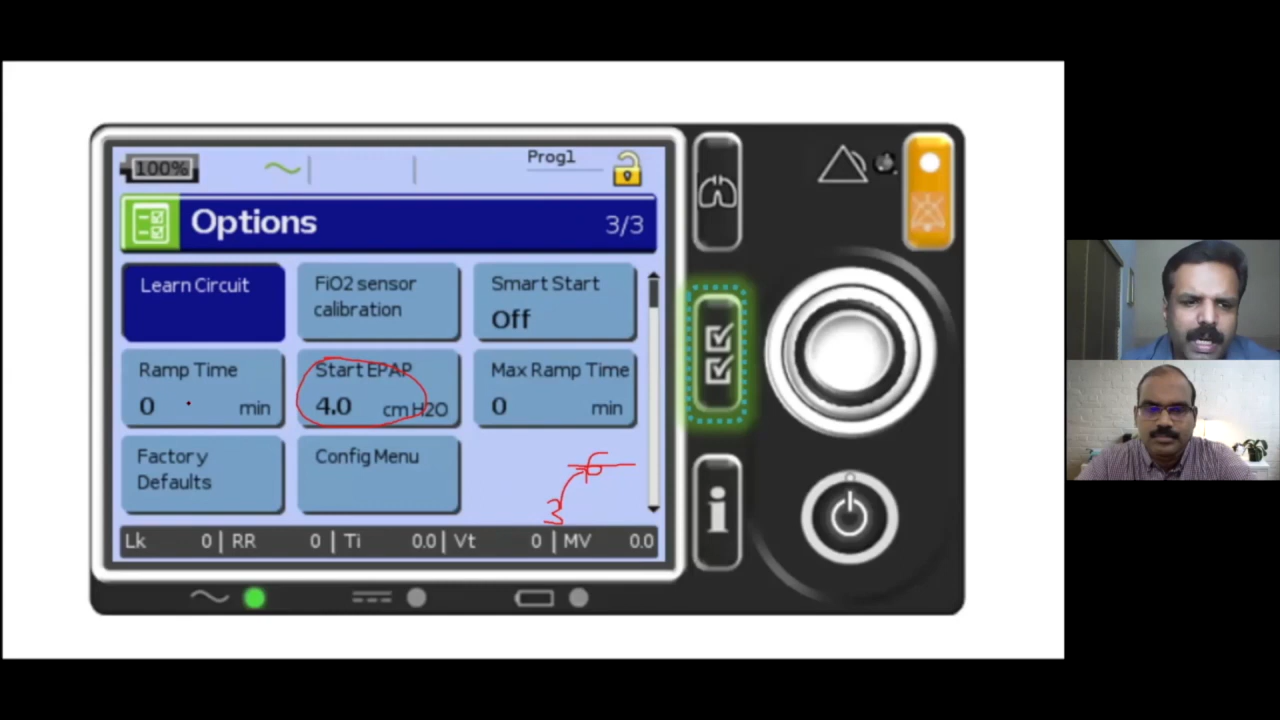 100%
Prog1
Options 3/3
Learn Circuit
FiO2 sensor calibration
Smart Start
Off
Ramp Time
0 min
Start EPAP
4.0 cm H2O
Max Ramp Time
0 min
Factory Defaults
Config Menu
6
3
Lk 0 | RR 0 | Ti 0.0 | Vt 0 | MV 0.0